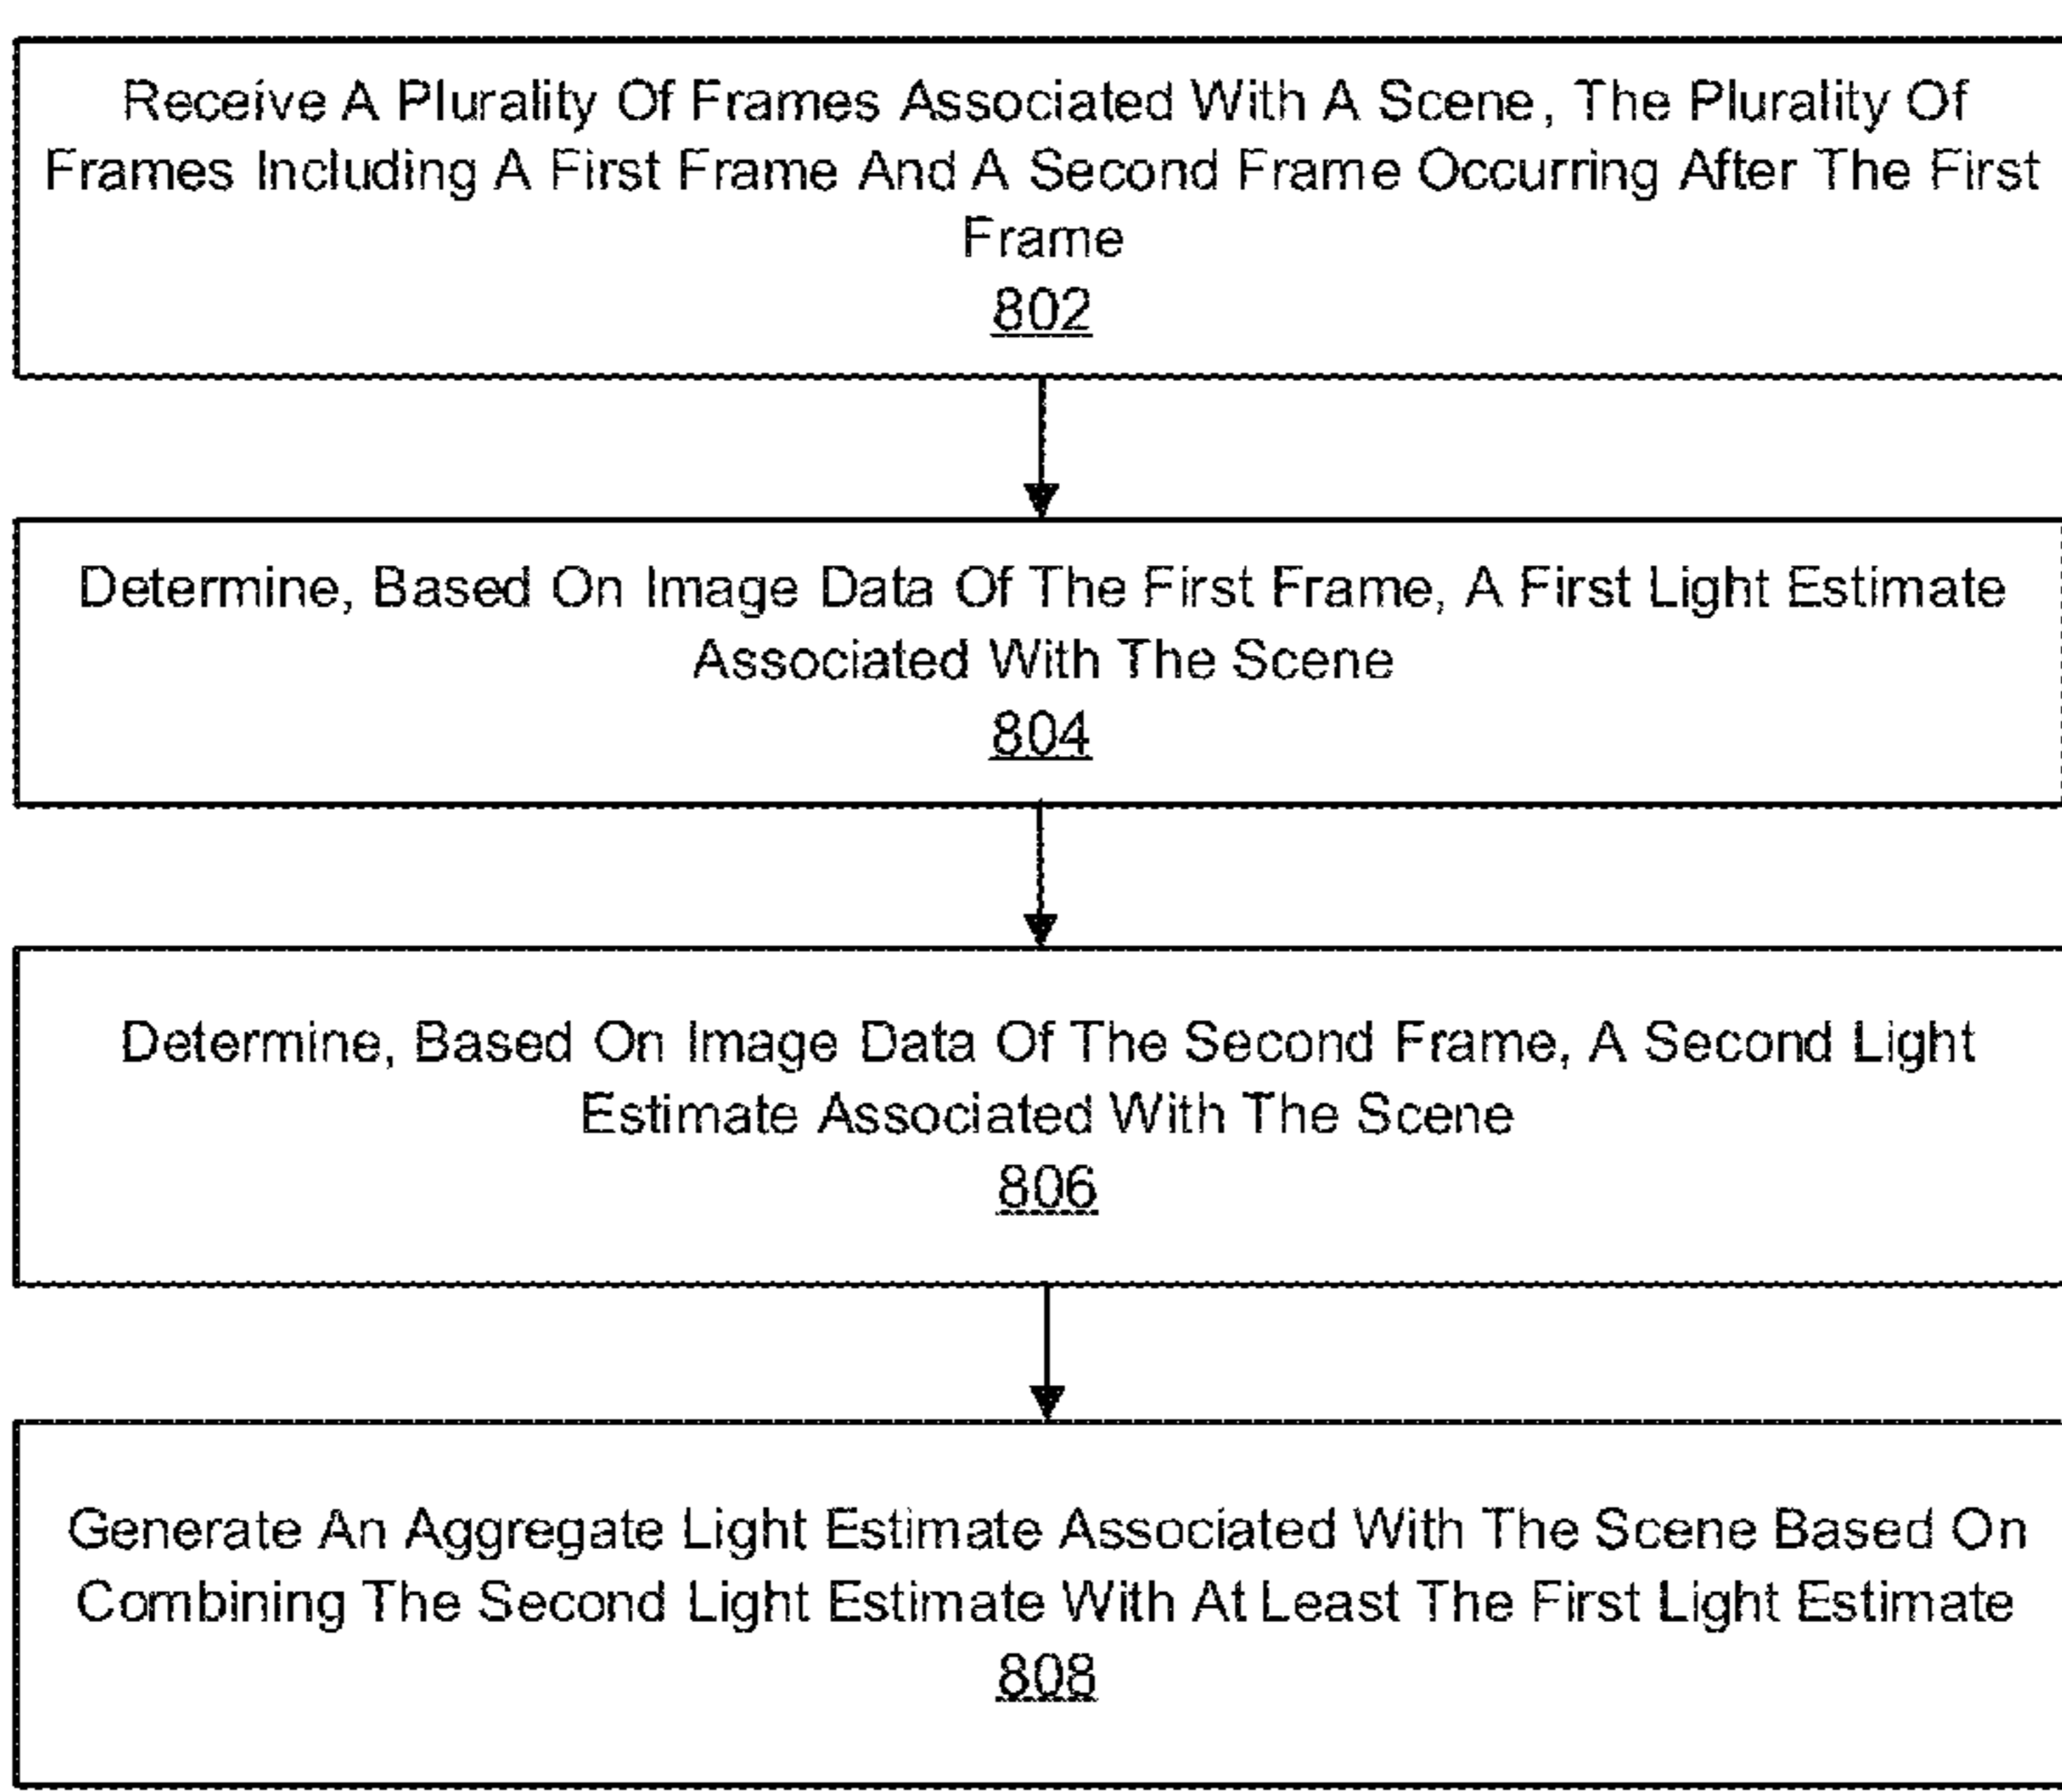 Receive A Plurality Of Frames Associated With A Scene, The Plurality Of
Frames Including A First Frame And A Second Frame Occurring After The First
Frame
802
Determine, Based On Image Data Of The First Frame, A First Light Estimate
Associated With The Scene
804
Determine, Based On Image Data Of The Second Frame, A Second Light
Estimate Associated With The Scene
806
Generate An Aggregate Light Estimate Associated With The Scene Based On
Combining The Second Light Estimate With At Least The First Light Estimate
808